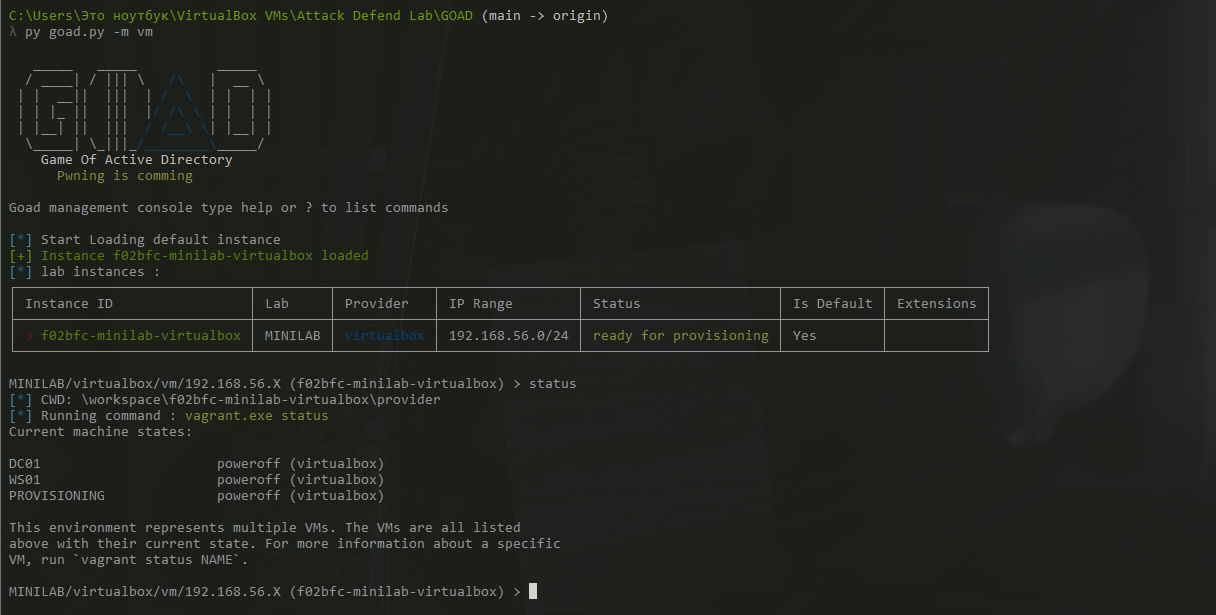 C:\Users\Это ноутбук\VirtualBox VMs\Attack Defend Lab\GOAD (main -> origin)
λ py goad.py -m vm
GOAD
Game Of Active Directory
Pwning is comming
Goad management console type help or ? to list commands
[*] Start Loading default instance
[+] Instance f02bfc-minilab-virtualbox loaded
[*] lab instances :
Instance ID Lab Provider IP Range Status Is Default Extensions
> f02bfc-minilab-virtualbox MINILAB virtualbox 192.168.56.0/24 ready for provisioning Yes
MINILAB/virtualbox/vm/192.168.56.X (f02bfc-minilab-virtualbox) > status
[*] CWD: \workspace\f02bfc-minilab-virtualbox\provider
[*] Running command : vagrant.exe status
Current machine states:
DC01 poweroff (virtualbox)
WS01 poweroff (virtualbox)
PROVISIONING poweroff (virtualbox)
This environment represents multiple VMs. The VMs are all listed
above with their current state. For more information about a specific
VM, run `vagrant status NAME`.
MINILAB/virtualbox/vm/192.168.56.X (f02bfc-minilab-virtualbox) >